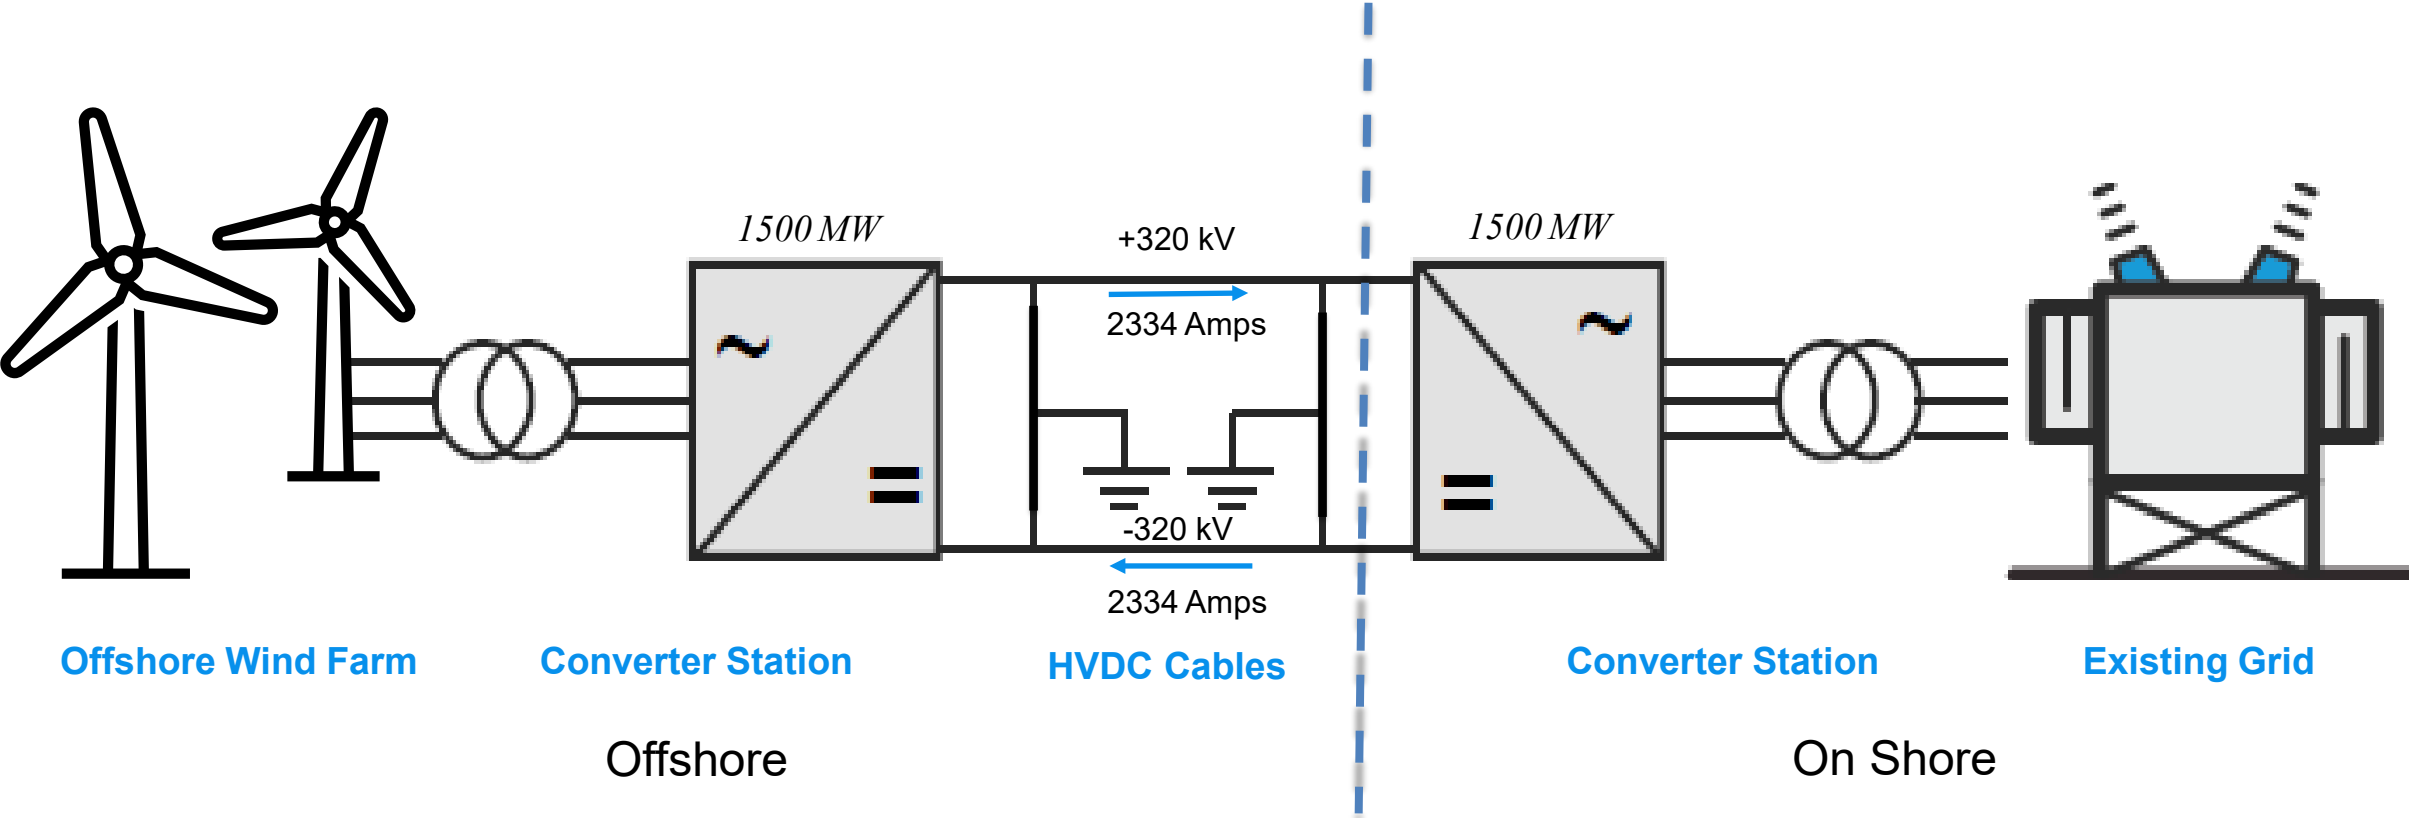 1500 MW
+320 kV
1500 MW
2334 Amps
~
~
=
=
-320 kV
2334 Amps
Offshore Wind Farm
Converter Station
HVDC Cables
Converter Station
Existing Grid
Offshore
On Shore